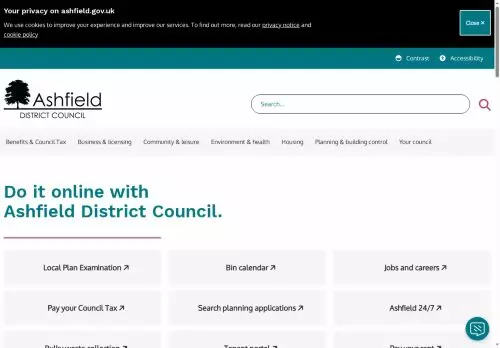 Your privacy on ashfield.gov.uk
We use cookies to improve your experience and improve our services. To find out more, read our privacy notice and
cookie policy
Close ×
Contrast
Accessibility
Ashfield
DISTRICT COUNCIL
Search...
Benefits & Council Tax
Business & licensing
Community & leisure
Environment & health
Housing
Planning & building control
Your council
Do it online with
Ashfield District Council.
Local Plan Examination
Bin calendar
Jobs and careers
Pay your Council Tax
Search planning applications
Ashfield 24/7
Tenant portal